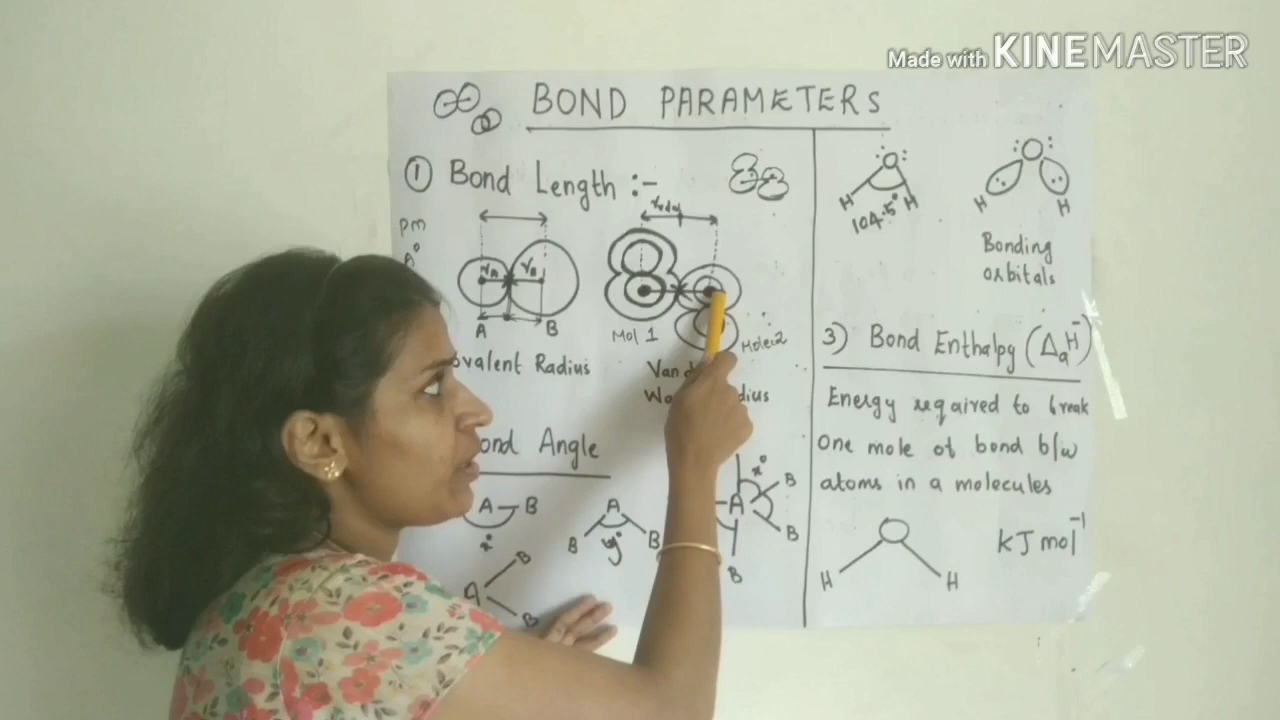 Made with KINEMASTER
BOND PARAMETERS
① Bond Length :-
pm
A°
rA rB
A B
ovalent Radius
Mol 1
Van d
Wa dius
ond Angle
A B
x°
A
B B
y°
B
A
B
x°
A B
B
B
H H
104.5°
H H
Bonding
orbitals
3) Bond Enthalpy (ΔaH̄)
Energy required to break
One mole of bond b/w
atoms in a molecules
H H
kJ mol⁻¹